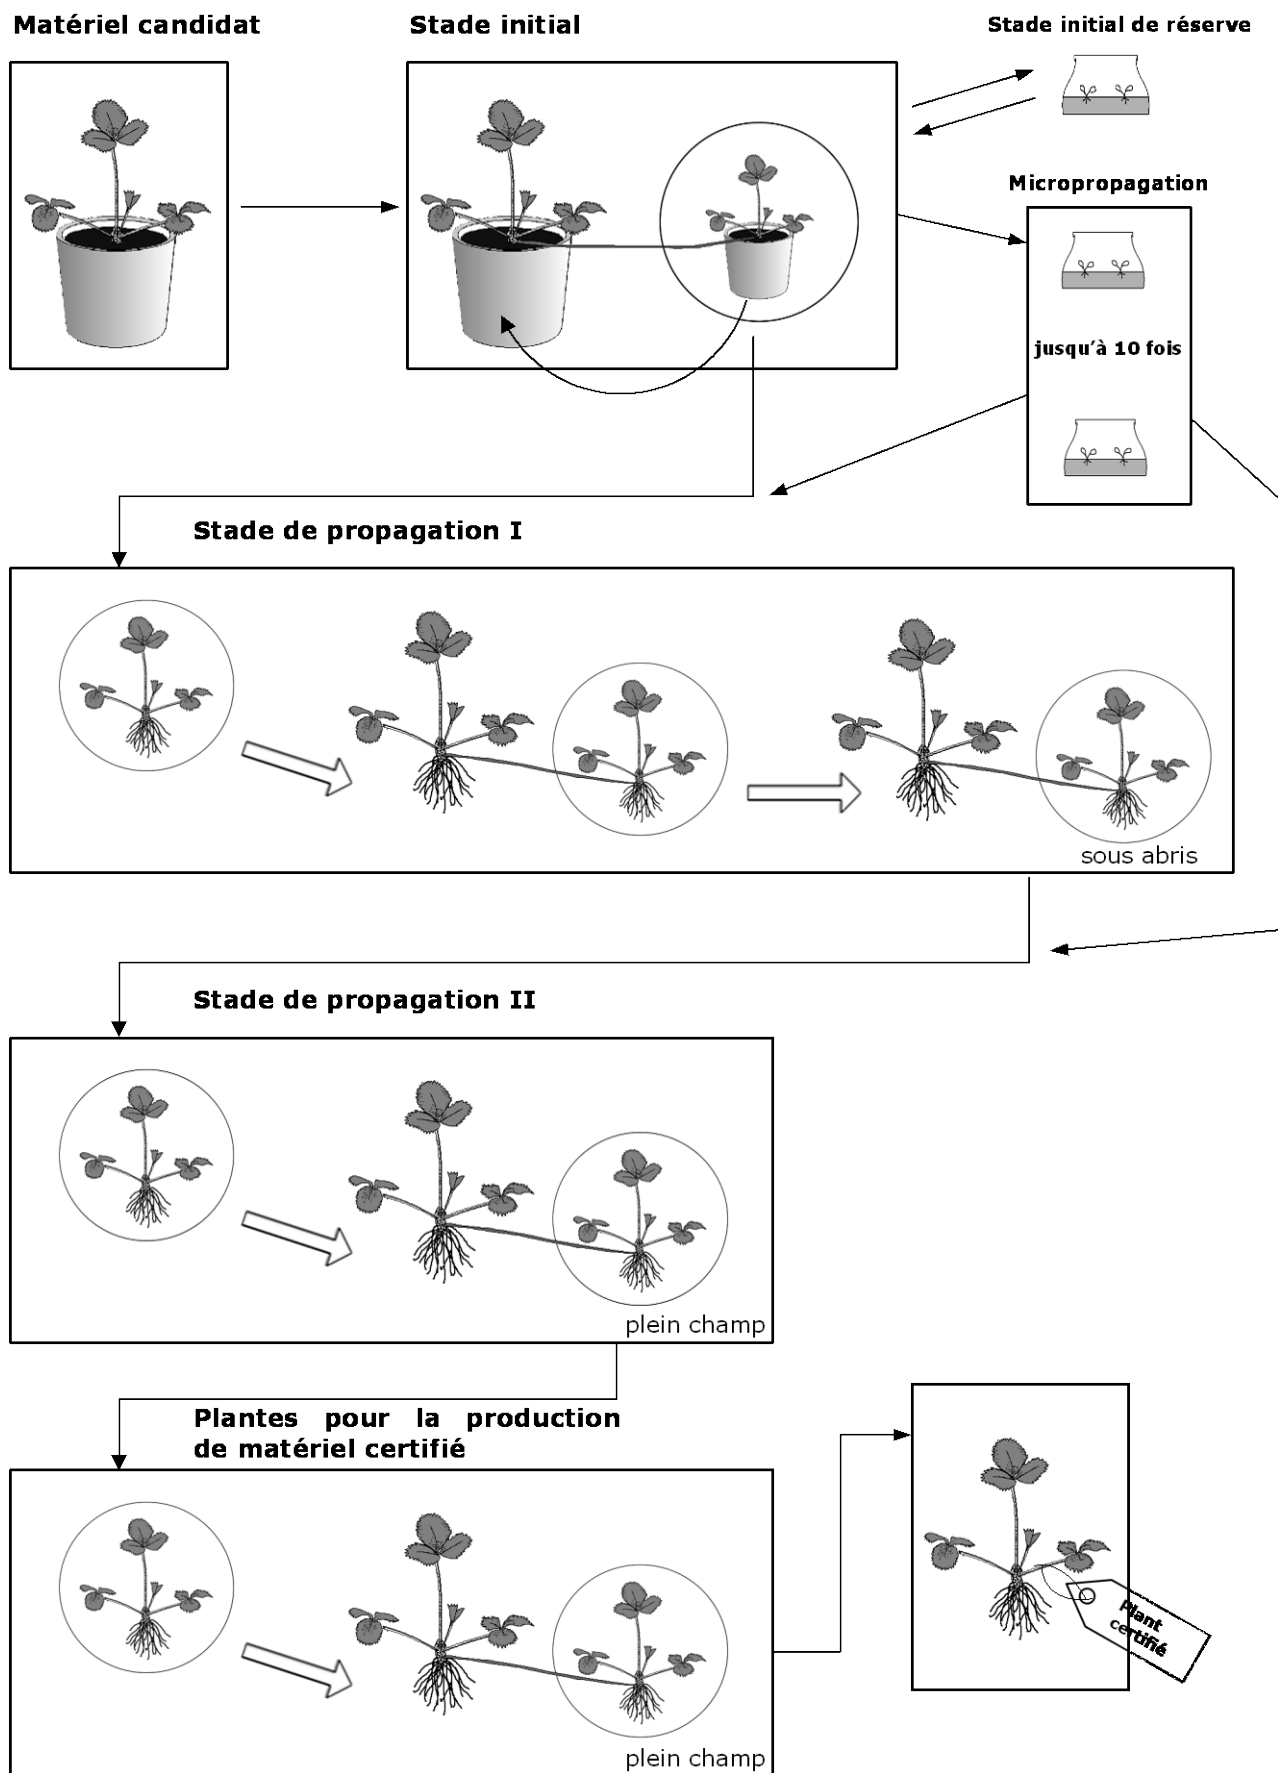 Matériel candidat
Stade initial
Stade initial de réserve
Micropropagation
jusqu'à 10 fois
Stade de propagation I
sous abris
Stade de propagation II
plein champ
Plantes pour la production
de matériel certifié
plein champ
Plant
certifié